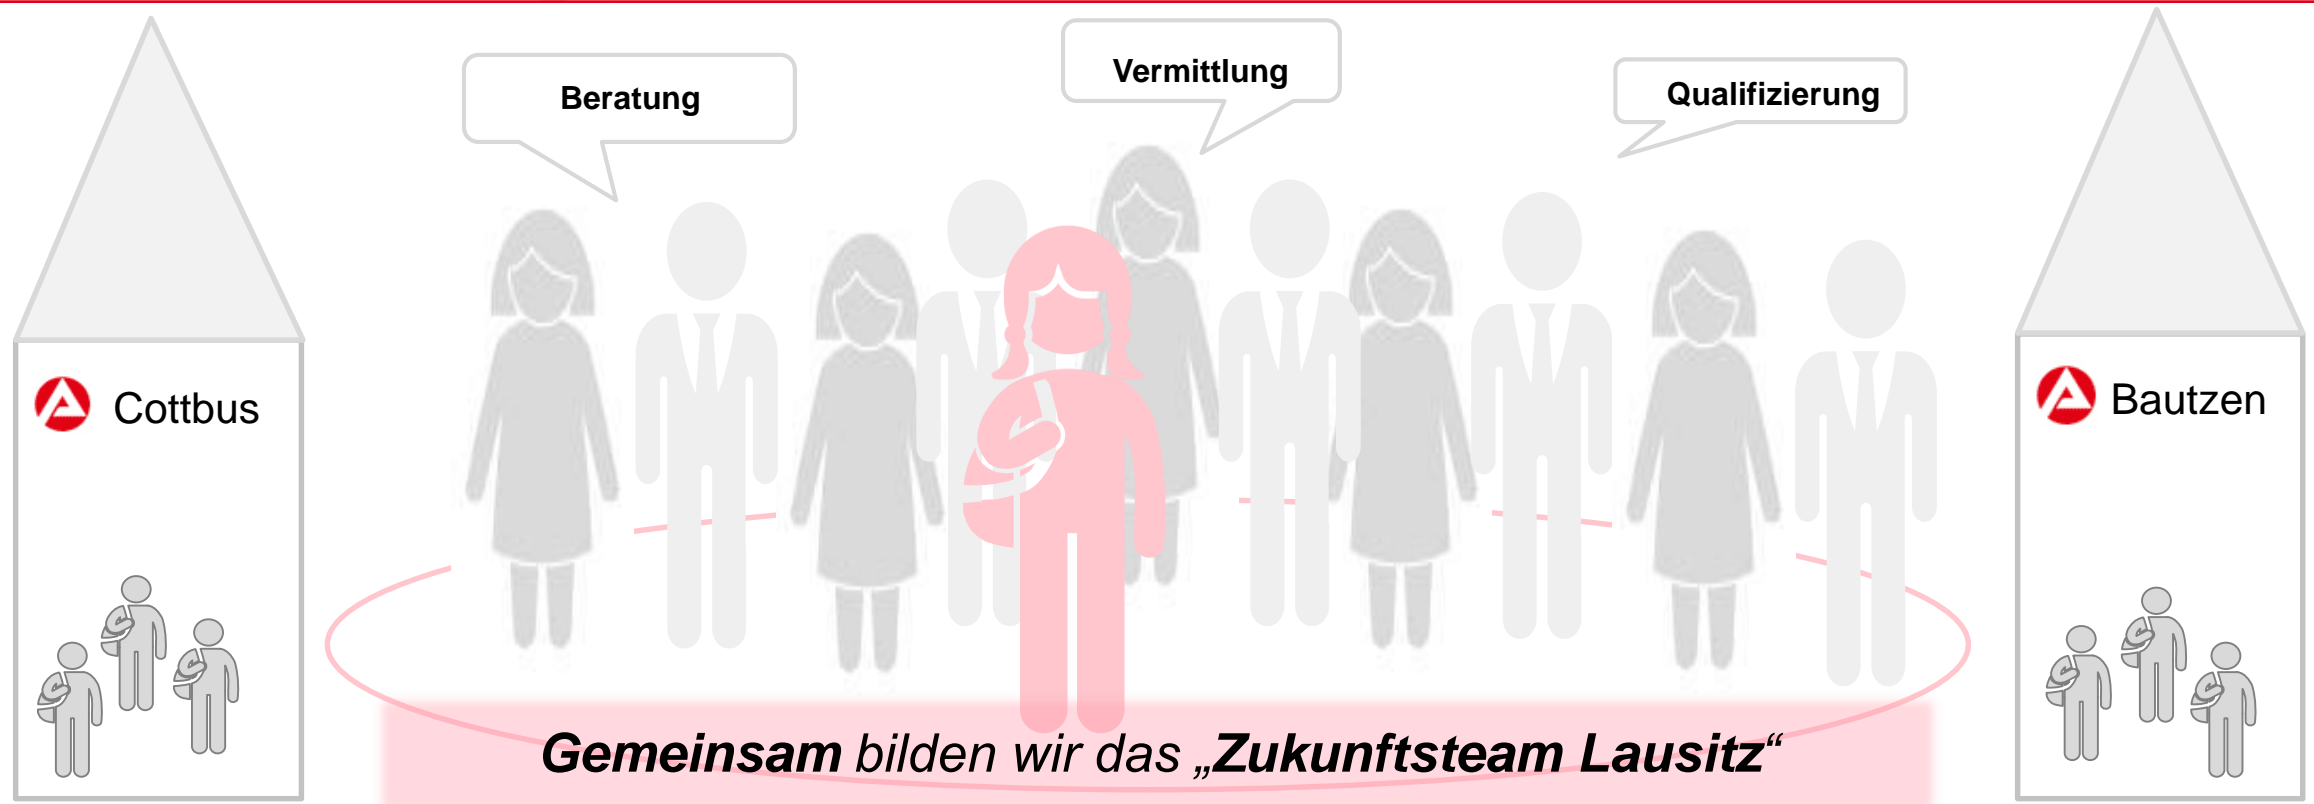 Beratung
Vermittlung
Qualifizierung
Cottbus
Bautzen
Gemeinsam bilden wir das „Zukunftsteam Lausitz“